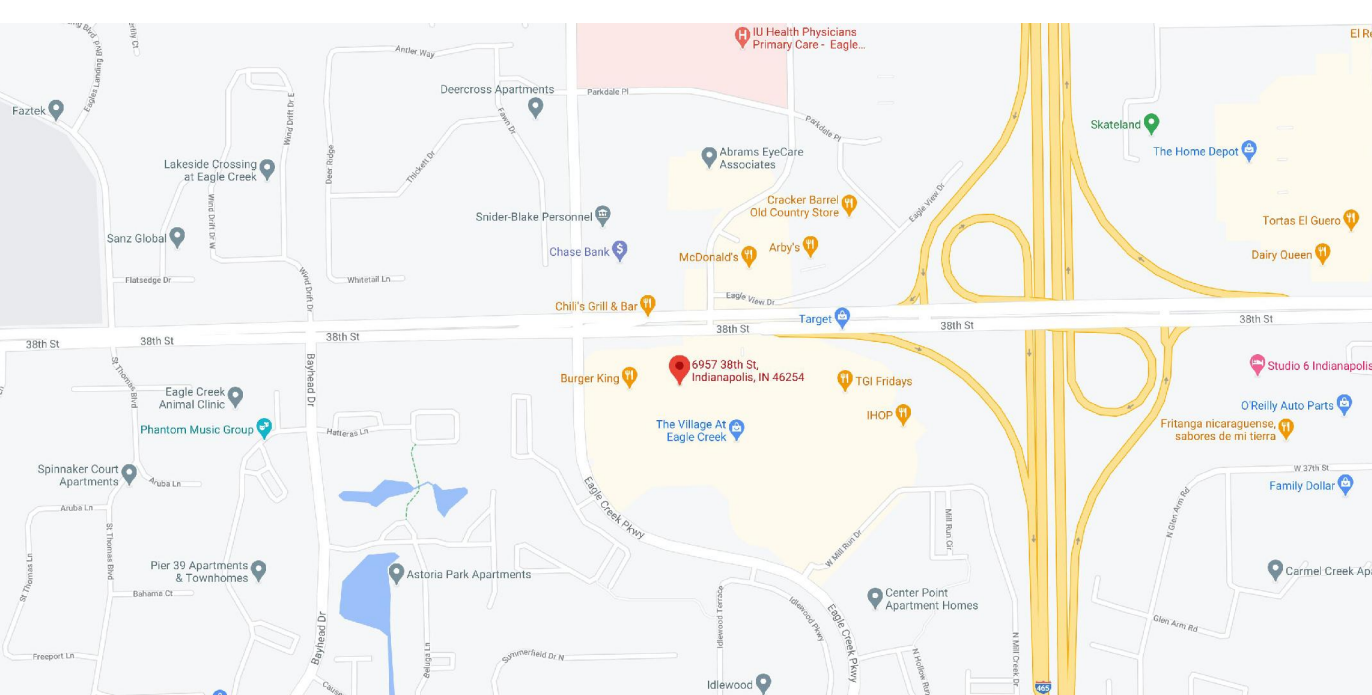 IU Health Physicians
Primary Care - Eagle...
El Re
Eagles Landing Blvd
Antler Way
Deercross Apartments
Parkdale Pl
Faztek
Wind Drift Dr E
Fawn Dr
Parkdale Pl
Skateland
The Home Depot
Lakeside Crossing
at Eagle Creek
Deer Ridge
Thickett Dr
Abrams EyeCare
Associates
Wind Drift Dr W
Snider-Blake Personnel
Cracker Barrel
Old Country Store
Eagle View Dr
Tortas El Guero
Sanz Global
Chase Bank
McDonald's
Arby's
Dairy Queen
Flatsedge Dr
Wind Drift Dr
Whitetail Ln
Chili's Grill & Bar
Eagle View Dr
Target
38th St
38th St
38th St
38th St
38th St
38th St
6957 38th St,
Indianapolis, IN 46254
Studio 6 Indianapolis
St Thomas Blvd
Bayhead Dr
Burger King
TGI Fridays
Eagle Creek
Animal Clinic
IHOP
O'Reilly Auto Parts
Phantom Music Group
Hatteras Ln
The Village At
Eagle Creek
Fritanga nicaraguense,
sabores de mi tierra
Spinnaker Court
Apartments
Aruba Ln
W 37th St
Family Dollar
Aruba Ln
Eagle Creek Pkwy
N Glen Arm Rd
Mill Run Cir
St Thomas Blvd
W Mill Run Dr
St Thomas Ln
Pier 39 Apartments
& Townhomes
Astoria Park Apartments
Carmel Creek Apa
Bahama Ct
Center Point
Apartment Homes
Idlewood Terrace
Idlewood Pkwy
Eagle Creek Pkwy
Glen Arm Rd
Bayhead Dr
Freeport Ln
Beluga Ln
Summerfield Dr N
N Hollow Run
N Mill Creek Dr
Idlewood
Cause
465